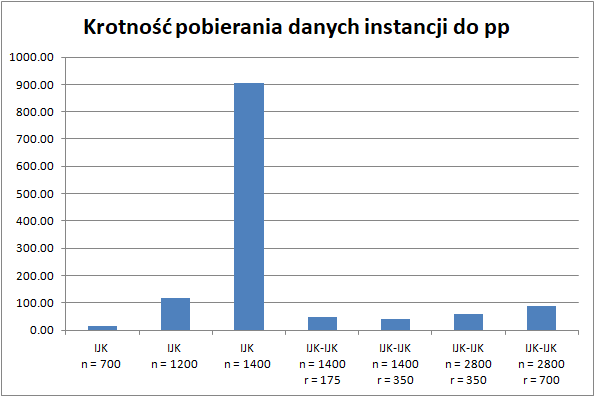 Krotność pobierania danych instancji do pp
1000.00
900.00
800.00
700.00
600.00
500.00
400.00
300.00
200.00
100.00
0.00
IJK IJK IJK IJK-IJK IJK-IJK IJK-IJK IJK-IJK
n = 700 n = 1200 n = 1400 n = 1400 n = 1400 n = 2800 n = 2800
r = 175 r = 350 r = 350 r = 700